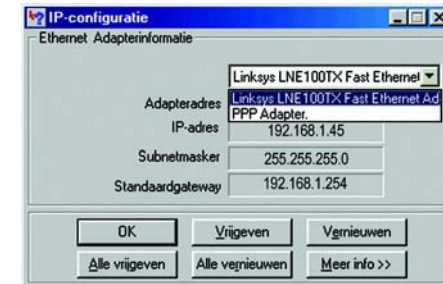 IP-configuratie
Ethernet Adapterinformatie
Linksys LNE100TX Fast Ethernet
Linksys LNE100TX Fast Ethernet Ad
PPP Adapter.
Adapteradres
IP-adres 192.168.1.45
Subnetmasker 255.255.255.0
Standaardgateway 192.168.1.254
OK Vrijgeven Vernieuwen
Alle vrijgeven Alle vernieuwen Meer info >>